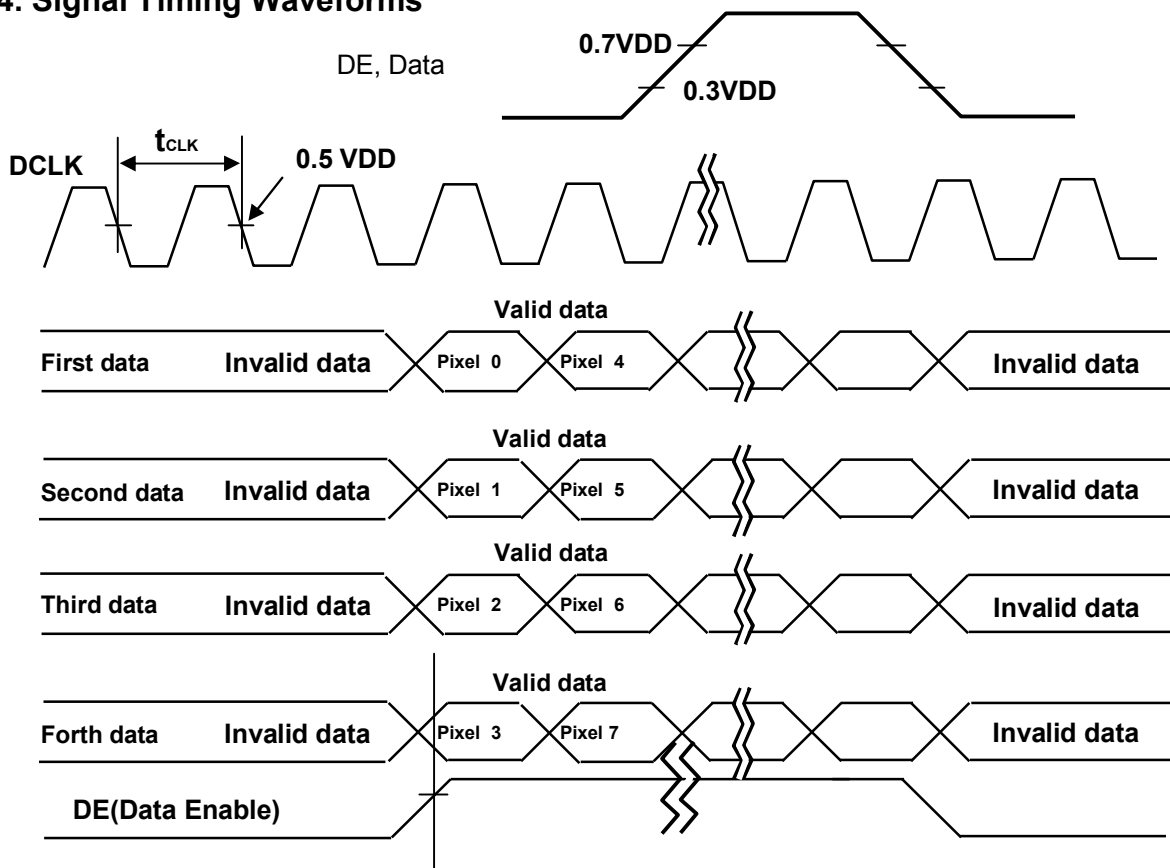 4. Signal Timing Waveforms
DE, Data
0.7VDD
0.3VDD
DCLK
tCLK
0.5 VDD
Valid data
First data Invalid data Pixel 0 Pixel 4 Invalid data
Valid data
Second data Invalid data Pixel 1 Pixel 5 Invalid data
Valid data
Third data Invalid data Pixel 2 Pixel 6 Invalid data
Valid data
Forth data Invalid data Pixel 3 Pixel 7 Invalid data
DE(Data Enable)